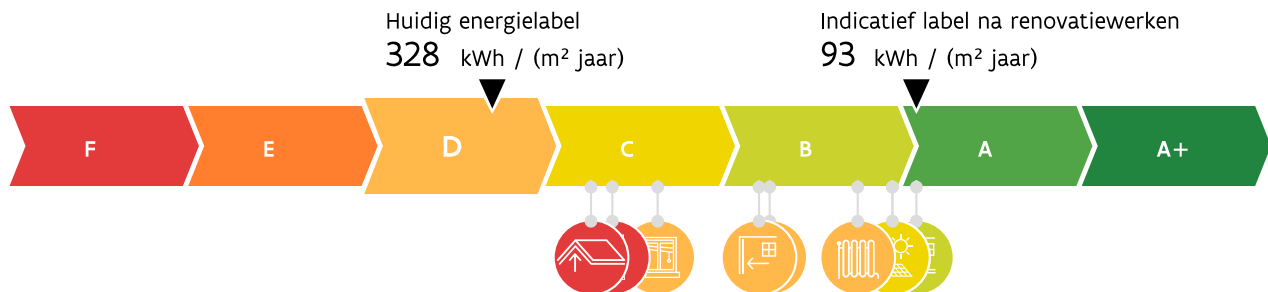 Huidig energielabel
328 kWh / (m² jaar)
Indicatief label na renovatiewerken
93 kWh / (m² jaar)
F E D C B A A+